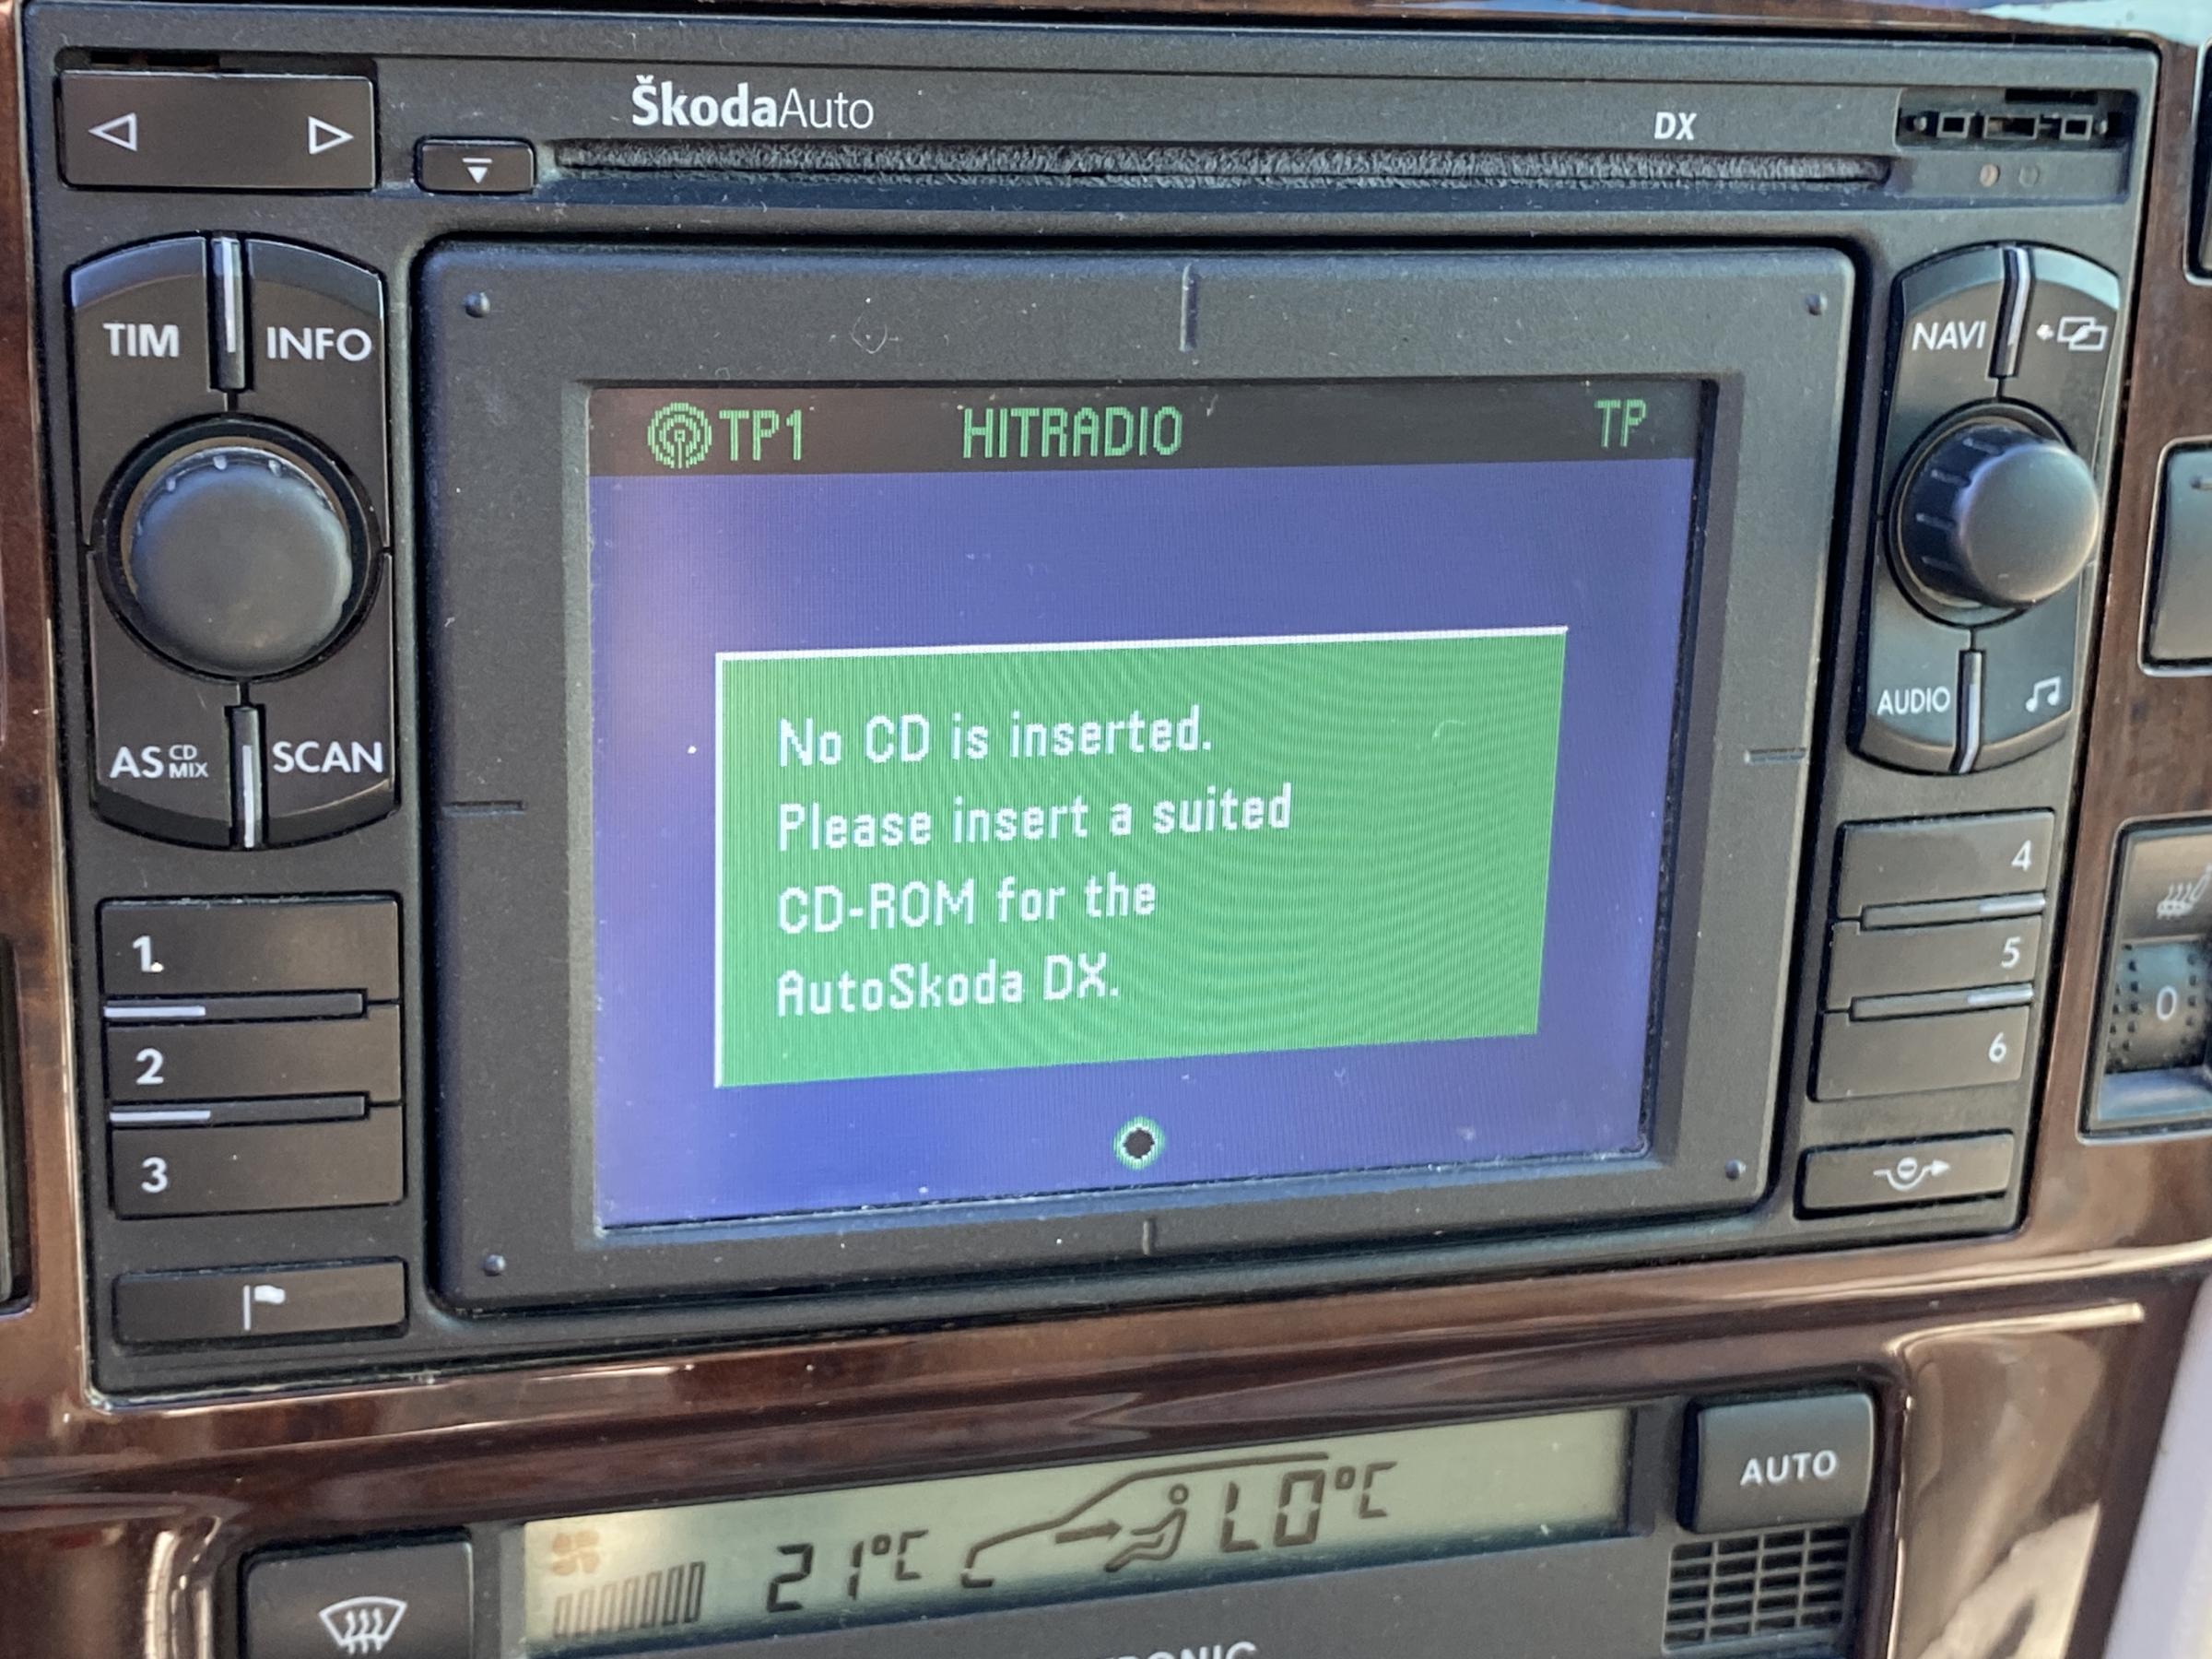 ŠkodaAuto
DX
TIM INFO
NAVI
TP1 HITRADIO TP
No CD is inserted.
Please insert a suited
CD-ROM for the
AutoSkoda DX.
AS CD MIX SCAN
AUDIO
1
2
3
4
5
6
0
21°C LO°C
AUTO